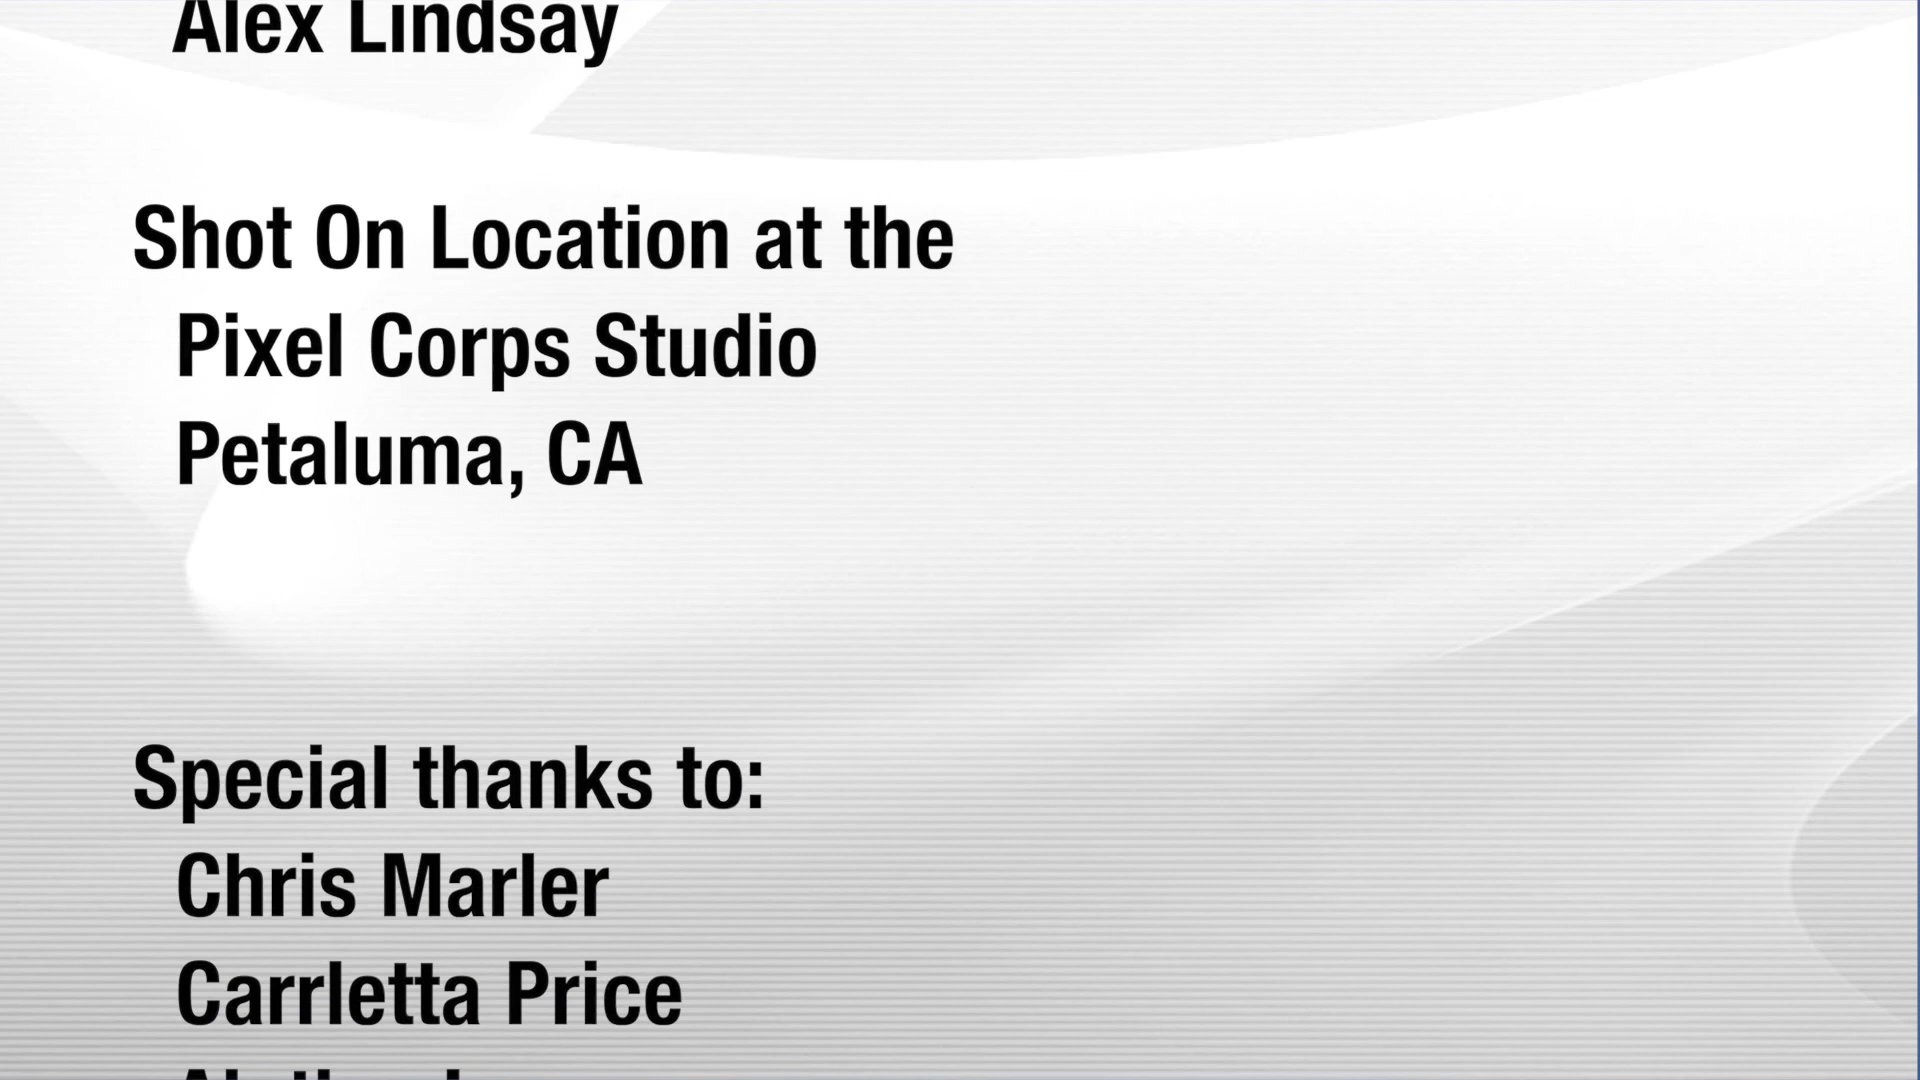 Alex Lindsay
Shot On Location at the
Pixel Corps Studio
Petaluma, CA
Special thanks to:
Chris Marler
Carrletta Price